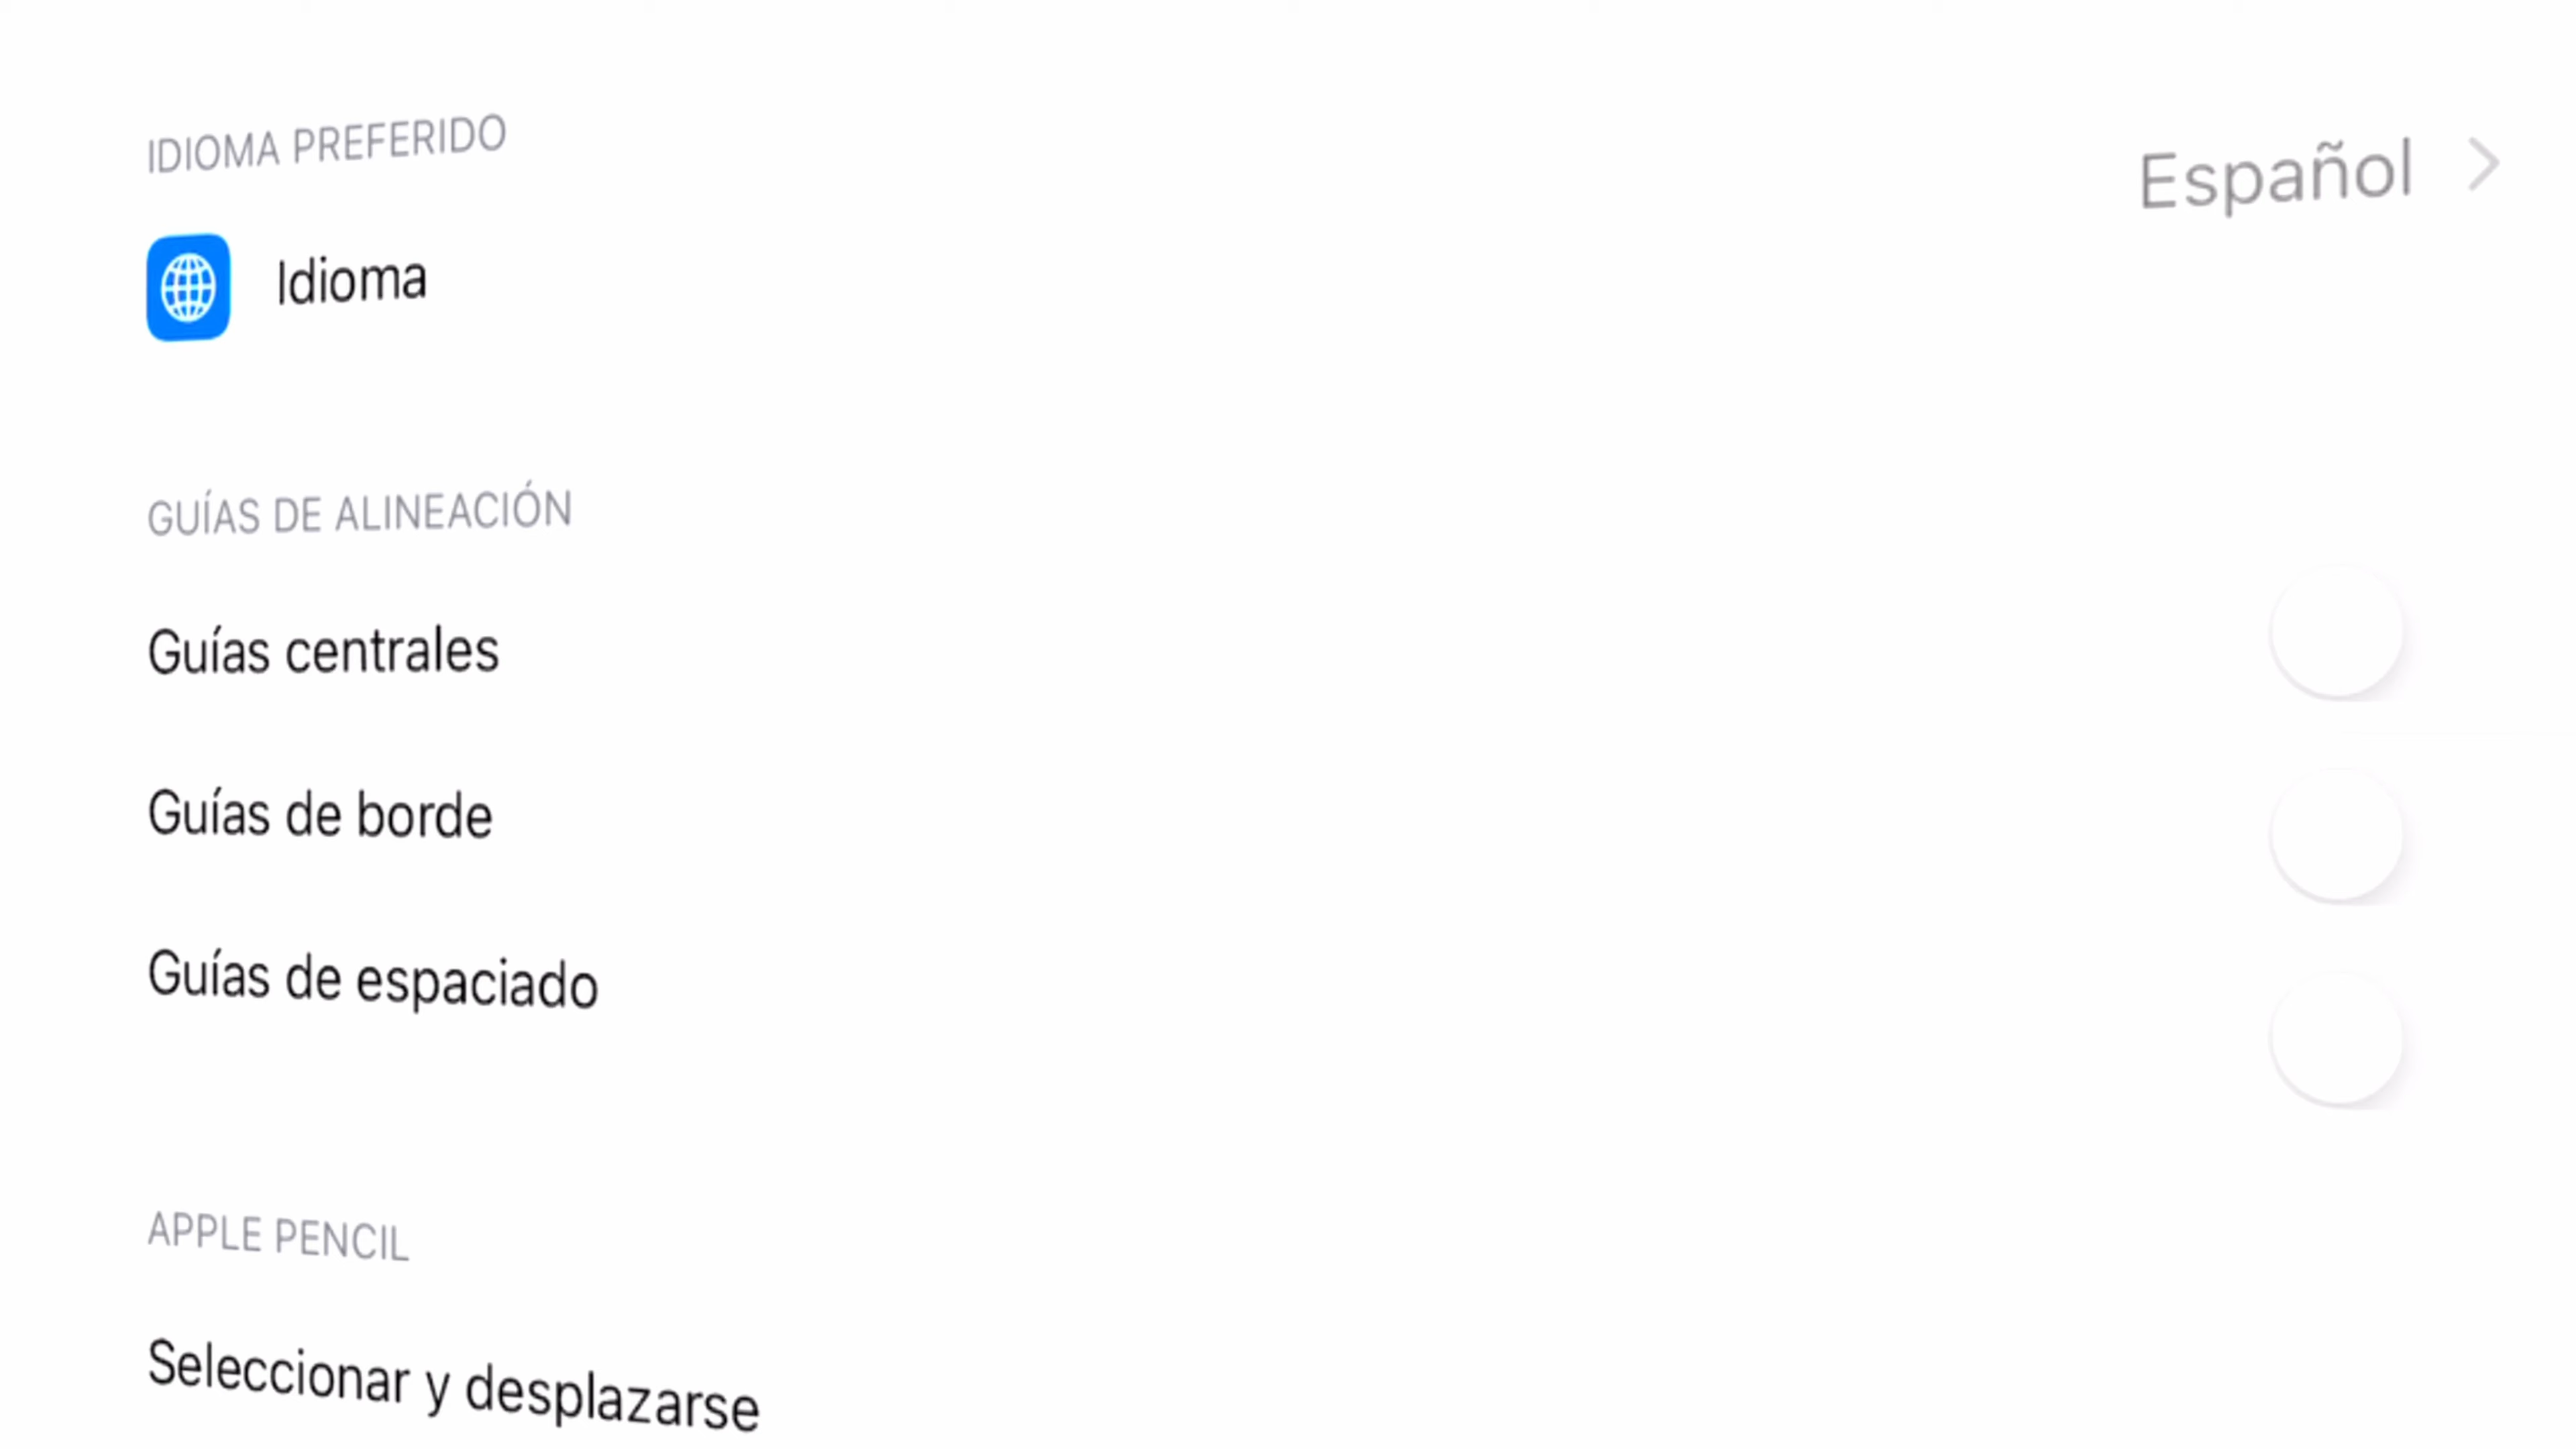 IDIOMA PREFERIDO
Idioma
Español
GUÍAS DE ALINEACIÓN
Guías centrales
Guías de borde
Guías de espaciado
APPLE PENCIL
Seleccionar y desplazarse